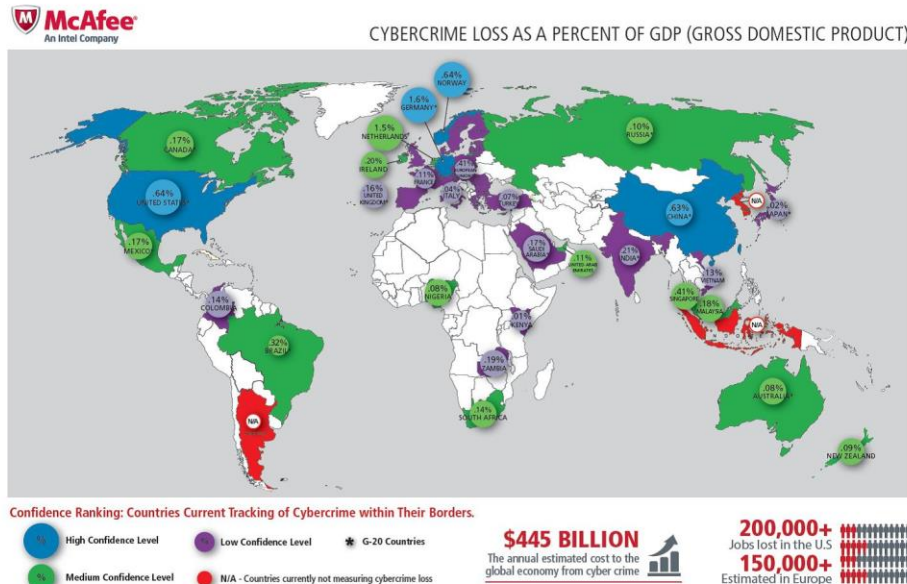 McAfee
An Intel Company
CYBERCRIME LOSS AS A PERCENT OF GDP (GROSS DOMESTIC PRODUCT)
.64%
NORWAY
1.6%
GERMANY*
1.5%
NETHERLANDS
.17%
CANADA*
.10%
RUSSIA*
.20%
IRELAND
.41%
EUROPEAN
.11%
FRANCE*
.16%
UNITED
KINGDOM*
.04%
ITALY*
.07%
TURKEY*
.64%
UNITED STATES*
.63%
CHINA*
N/A
.02%
JAPAN*
.17%
MEXICO*
.17%
SAUDI
ARABIA*
.11%
UNITED ARAB
EMIRATES
.21%
INDIA*
.13%
VIETNAM
.14%
COLOMBIA
.08%
NIGERIA
.41%
SINGAPORE
.18%
MALAYSIA
.01%
KENYA
N/A
.32%
BRAZIL*
.19%
ZAMBIA
.14%
SOUTH AFRICA*
.08%
AUSTRALIA*
N/A
.09%
NEW ZEALAND
Confidence Ranking: Countries Current Tracking of Cybercrime within Their Borders.
% High Confidence Level
% Low Confidence Level
* G-20 Countries
% Medium Confidence Level
N/A - Countries currently not measuring cybercrime loss
$445 BILLION
The annual estimated cost to the
global economy from cyber crime
200,000+
Jobs lost in the U.S
150,000+
Estimated in Europe